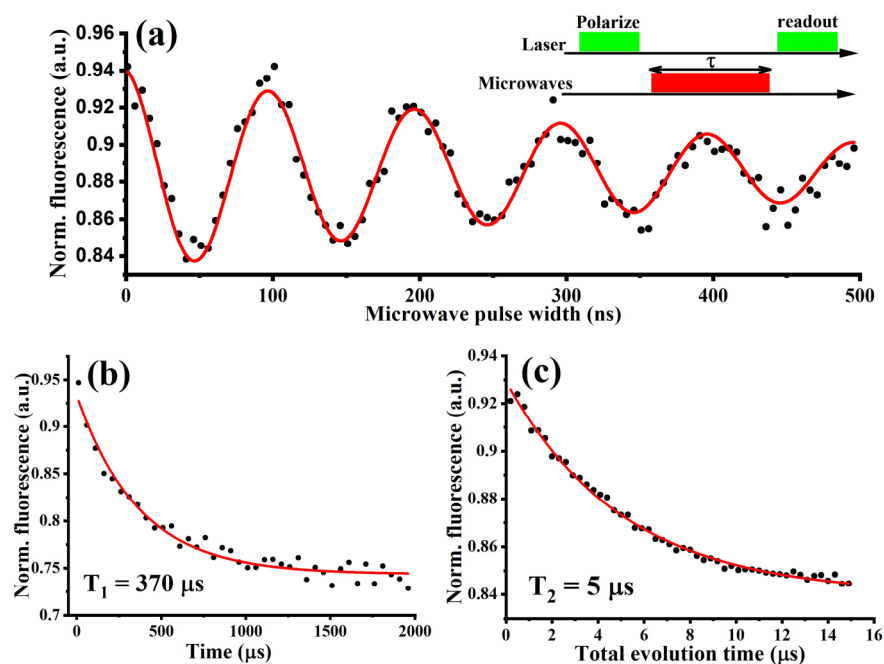 (a)
Polarize
readout
Laser
τ
Microwaves
Norm. fluorescence (a.u.)
0.96
0.94
0.92
0.9
0.88
0.86
0.84
0 100 200 300 400 500
Microwave pulse width (ns)
(b)
Norm. fluorescence (a.u.)
0.95
0.9
0.85
0.8
0.75
0.7
T1 = 370 μs
0 500 1000 1500 2000
Time (μs)
(c)
Norm. fluorescence (a.u.)
0.94
0.92
0.9
0.88
0.86
0.84
T2 = 5 μs
0 2 4 6 8 10 12 14 16
Total evolution time (μs)